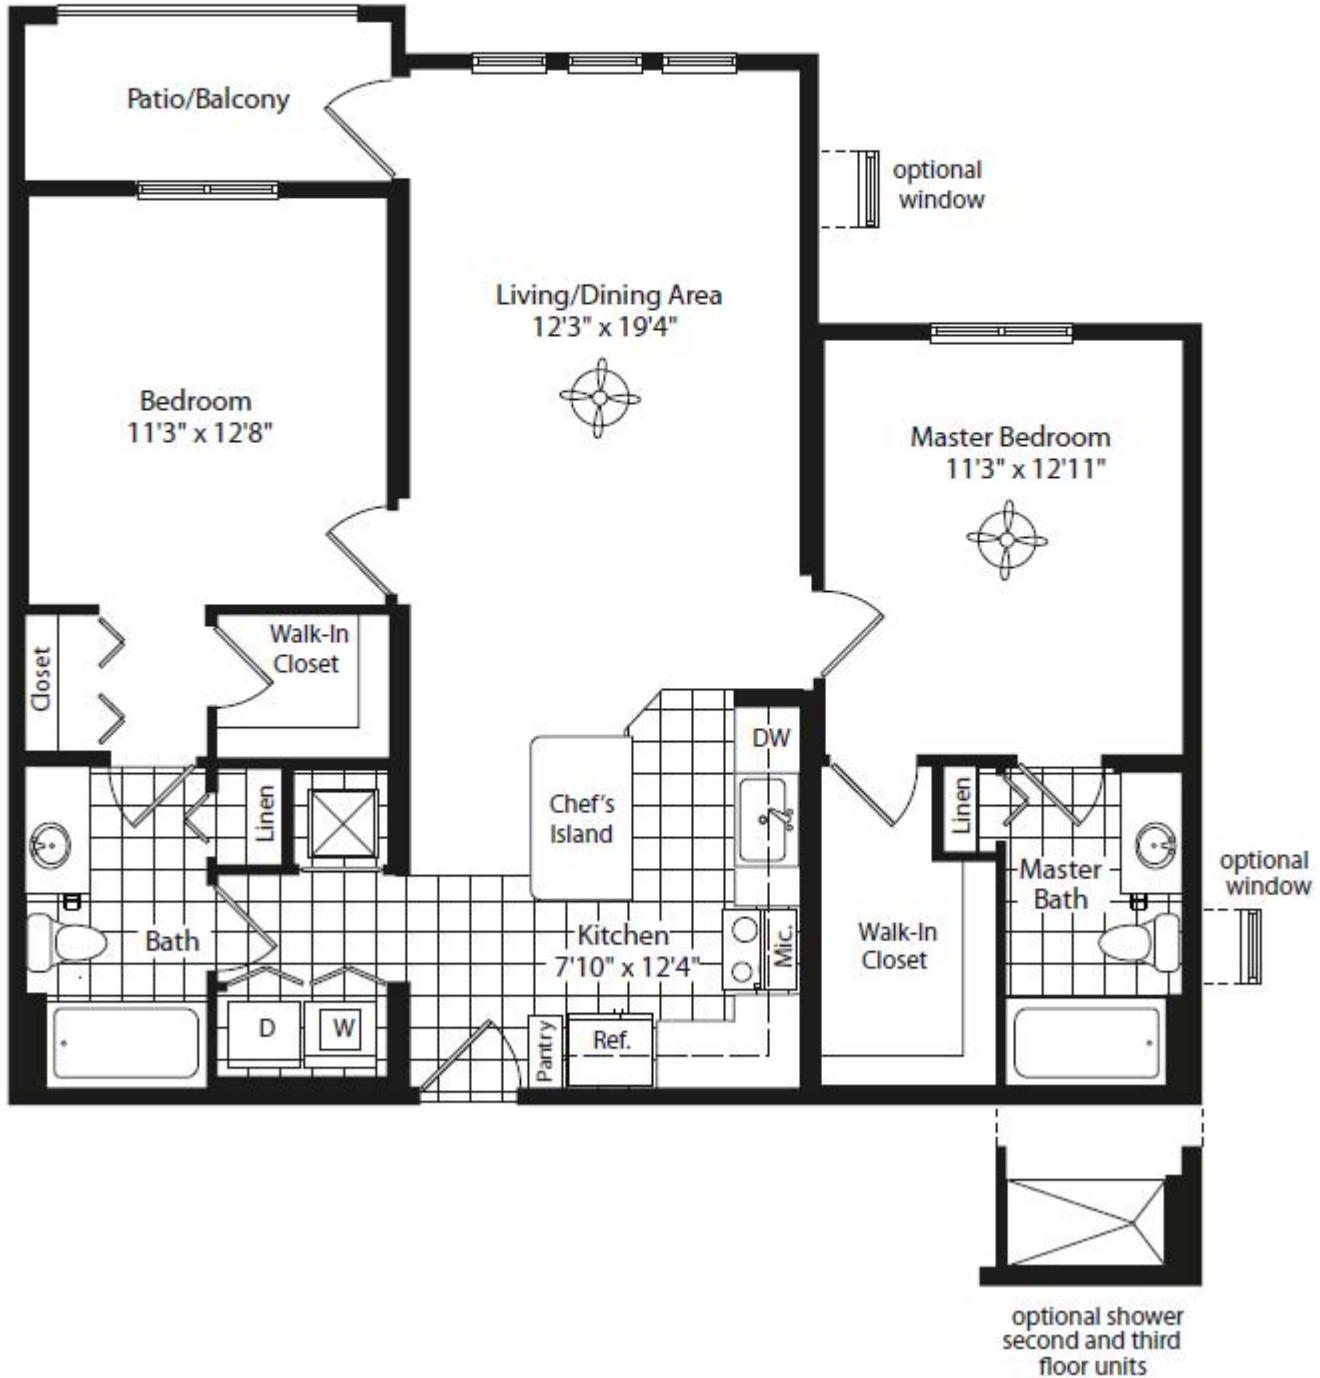 Patio/Balcony
optional
window
Living/Dining Area
12'3" x 19'4"
Bedroom
11'3" x 12'8"
Master Bedroom
11'3" x 12'11"
Walk-In
Closet
Closet
DW
Linen
Chef's
Island
Linen
Master
Bath
optional
window
Bath
Kitchen
7'10" x 12'4"
Mic.
Walk-In
Closet
D
W
Pantry
Ref.
optional shower
second and third
floor units